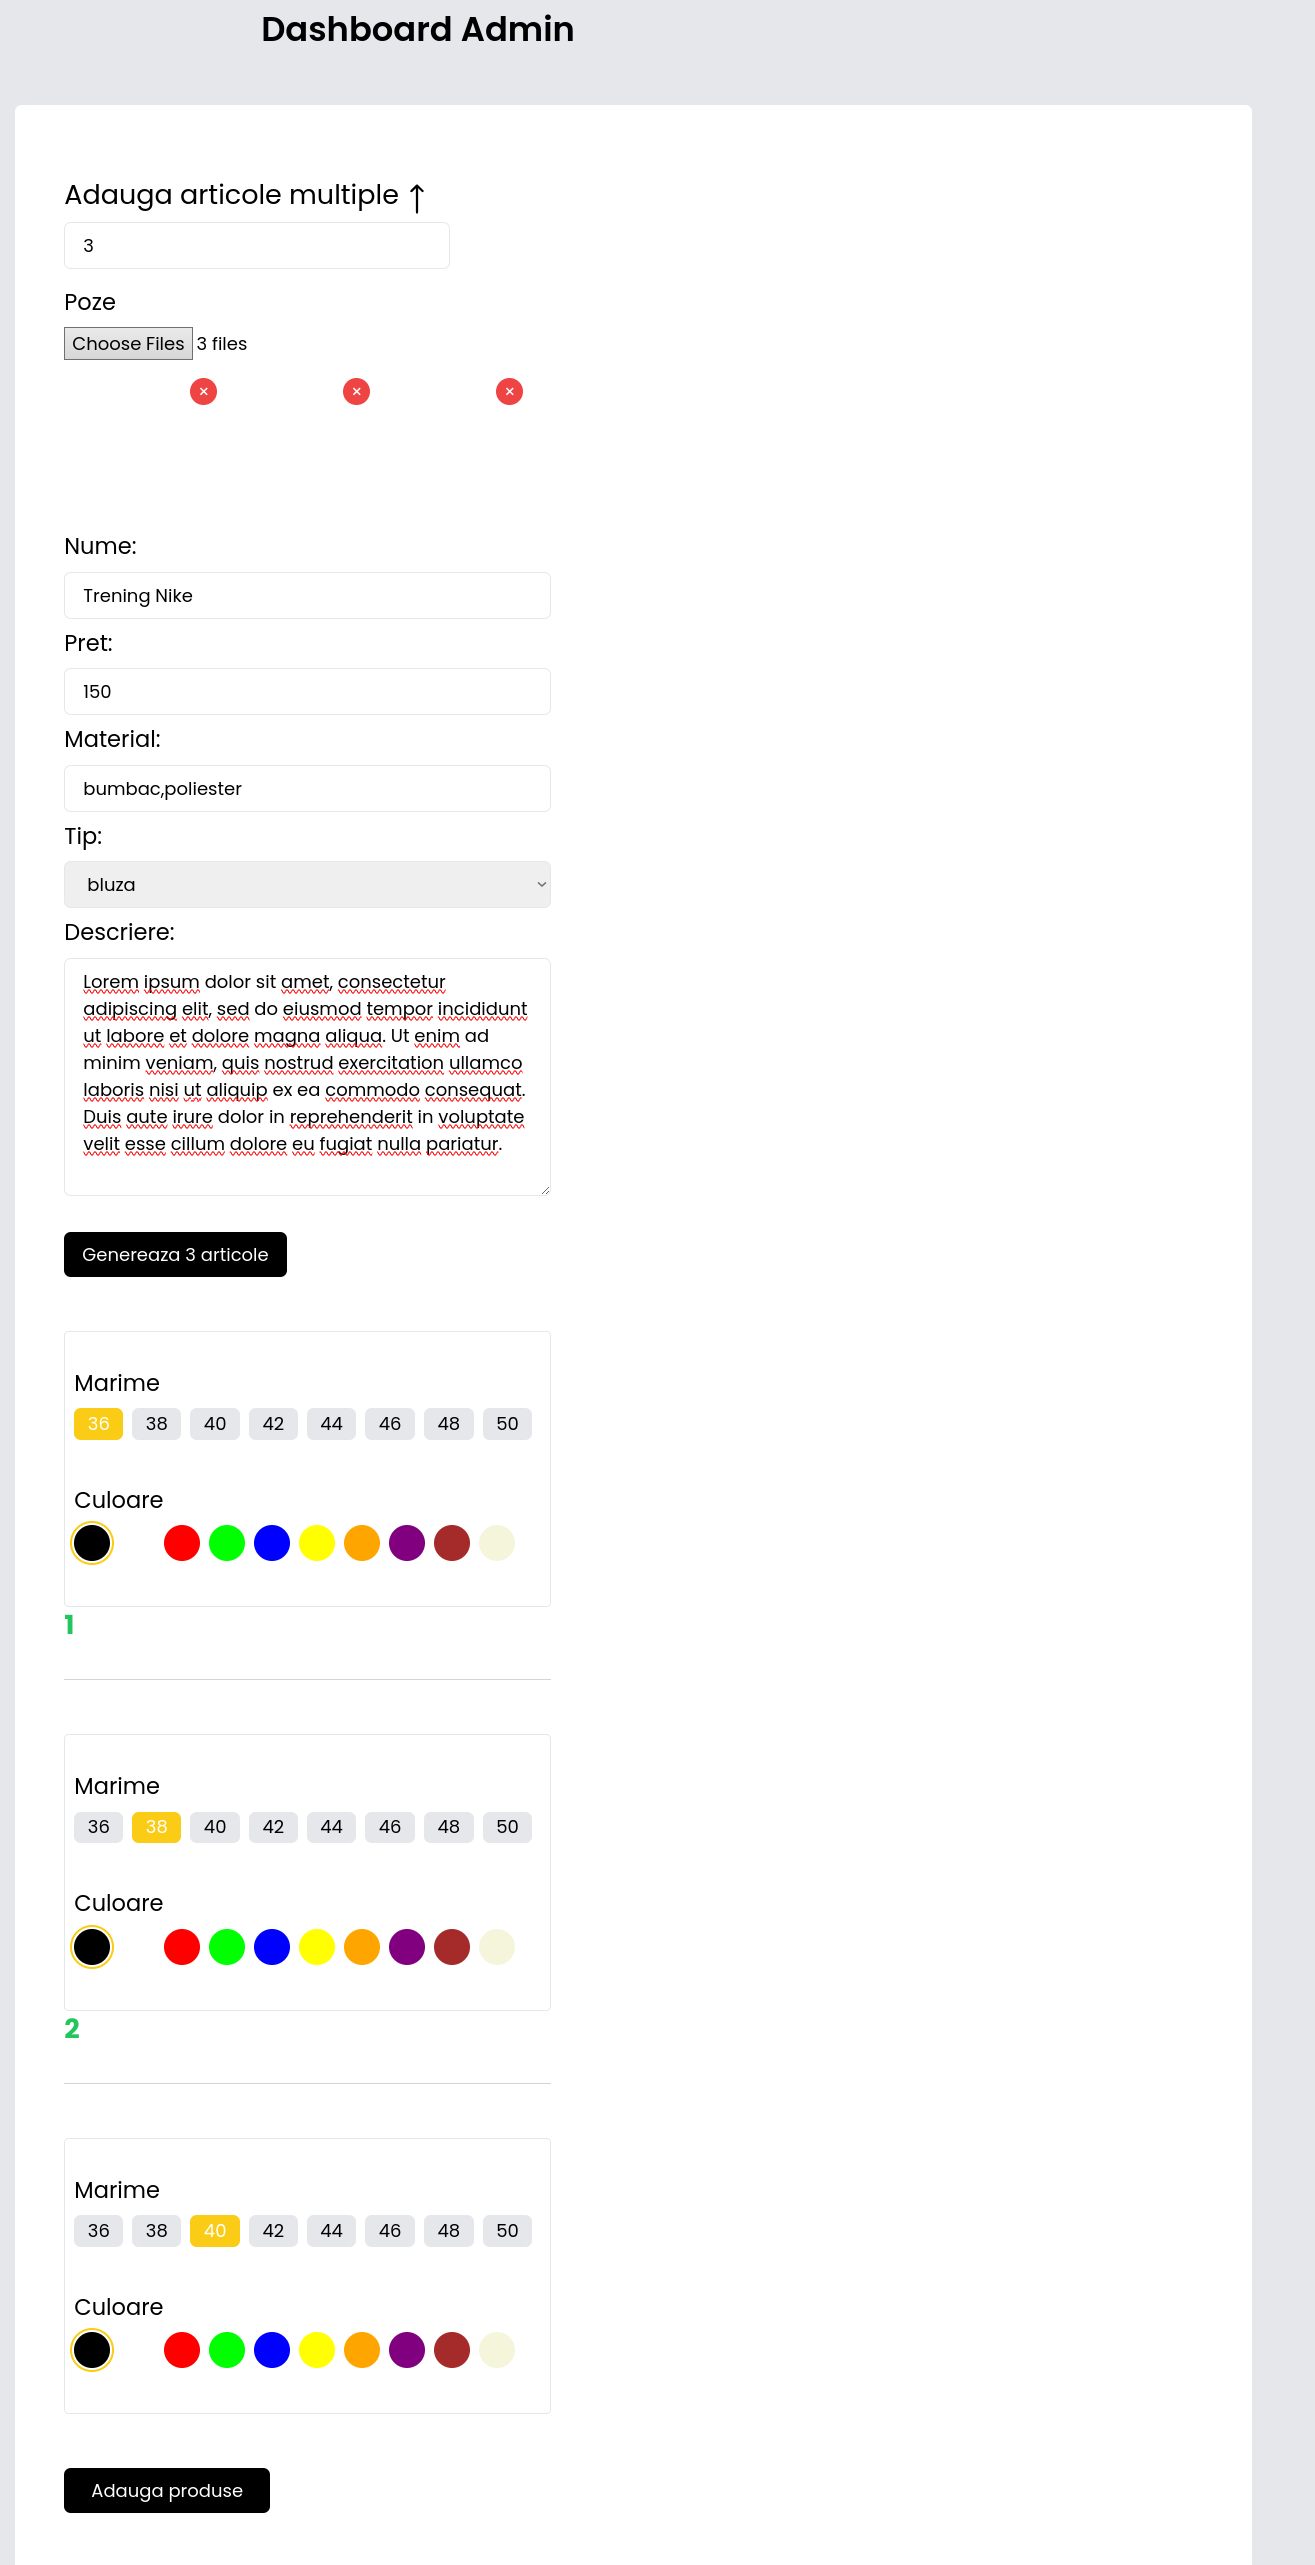 Dashboard Admin
Adauga articole multiple ↑
3
Poze
Choose Files 3 files
× × ×
Nume:
Trening Nike
Pret:
150
Material:
bumbac,poliester
Tip:
bluza
Descriere:
Lorem ipsum dolor sit amet, consectetur
adipiscing elit, sed do eiusmod tempor incididunt
ut labore et dolore magna aliqua. Ut enim ad
minim veniam, quis nostrud exercitation ullamco
laboris nisi ut aliquip ex ea commodo consequat.
Duis aute irure dolor in reprehenderit in voluptate
velit esse cillum dolore eu fugiat nulla pariatur.
Genereaza 3 articole
Marime
36 38 40 42 44 46 48 50
Culoare
1
Marime
36 38 40 42 44 46 48 50
Culoare
2
Marime
36 38 40 42 44 46 48 50
Culoare
Adauga produse